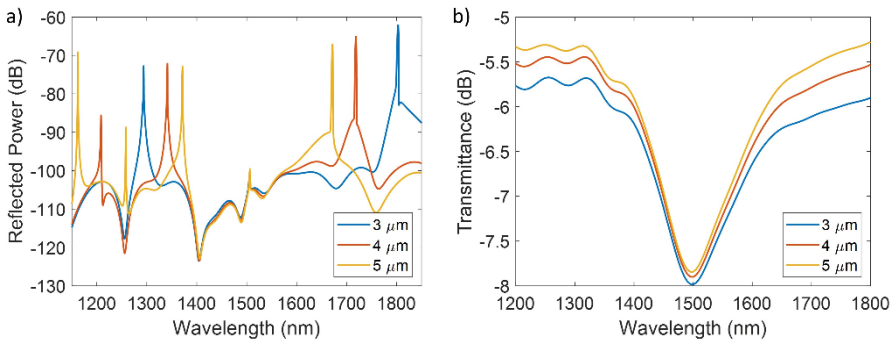 a)
-60
-70
-80
-90
-100
-110
-120
-130
Reflected Power (dB)
1200 1300 1400 1500 1600 1700 1800
Wavelength (nm)
3 μm
4 μm
5 μm
b)
-5
-5.5
-6
-6.5
-7
-7.5
-8
Transmittance (dB)
1200 1300 1400 1500 1600 1700 1800
Wavelength (nm)
3 μm
4 μm
5 μm